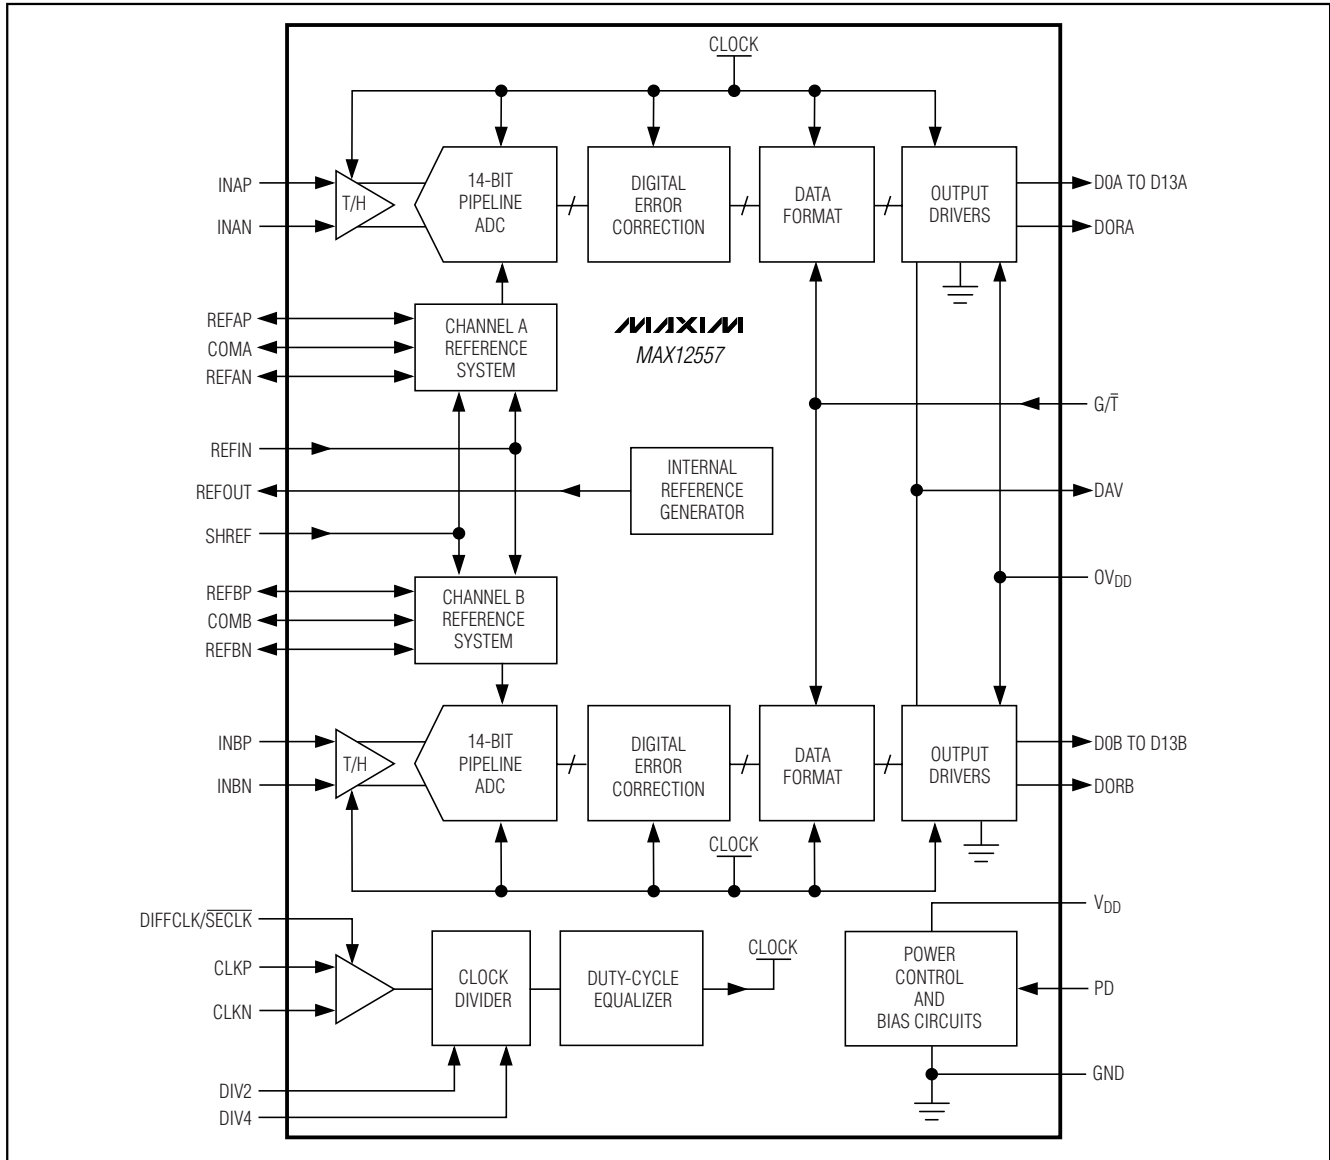 CLOCK
INAP
INAN
T/H
14-BIT
PIPELINE
ADC
DIGITAL
ERROR
CORRECTION
DATA
FORMAT
OUTPUT
DRIVERS
D0A TO D13A
DORA
REFAP
COMA
REFAN
CHANNEL A
REFERENCE
SYSTEM
MAXIM
MAX12557
G/T̅
REFIN
REFOUT
SHREF
INTERNAL
REFERENCE
GENERATOR
DAV
OVDD
REFBP
COMB
REFBN
CHANNEL B
REFERENCE
SYSTEM
INBP
INBN
T/H
14-BIT
PIPELINE
ADC
DIGITAL
ERROR
CORRECTION
DATA
FORMAT
OUTPUT
DRIVERS
D0B TO D13B
DORB
CLOCK
DIFFCLK/S̅E̅C̅L̅K̅
CLKP
CLKN
CLOCK
DIVIDER
DUTY-CYCLE
EQUALIZER
CLOCK
POWER
CONTROL
AND
BIAS CIRCUITS
VDD
PD
GND
DIV2
DIV4